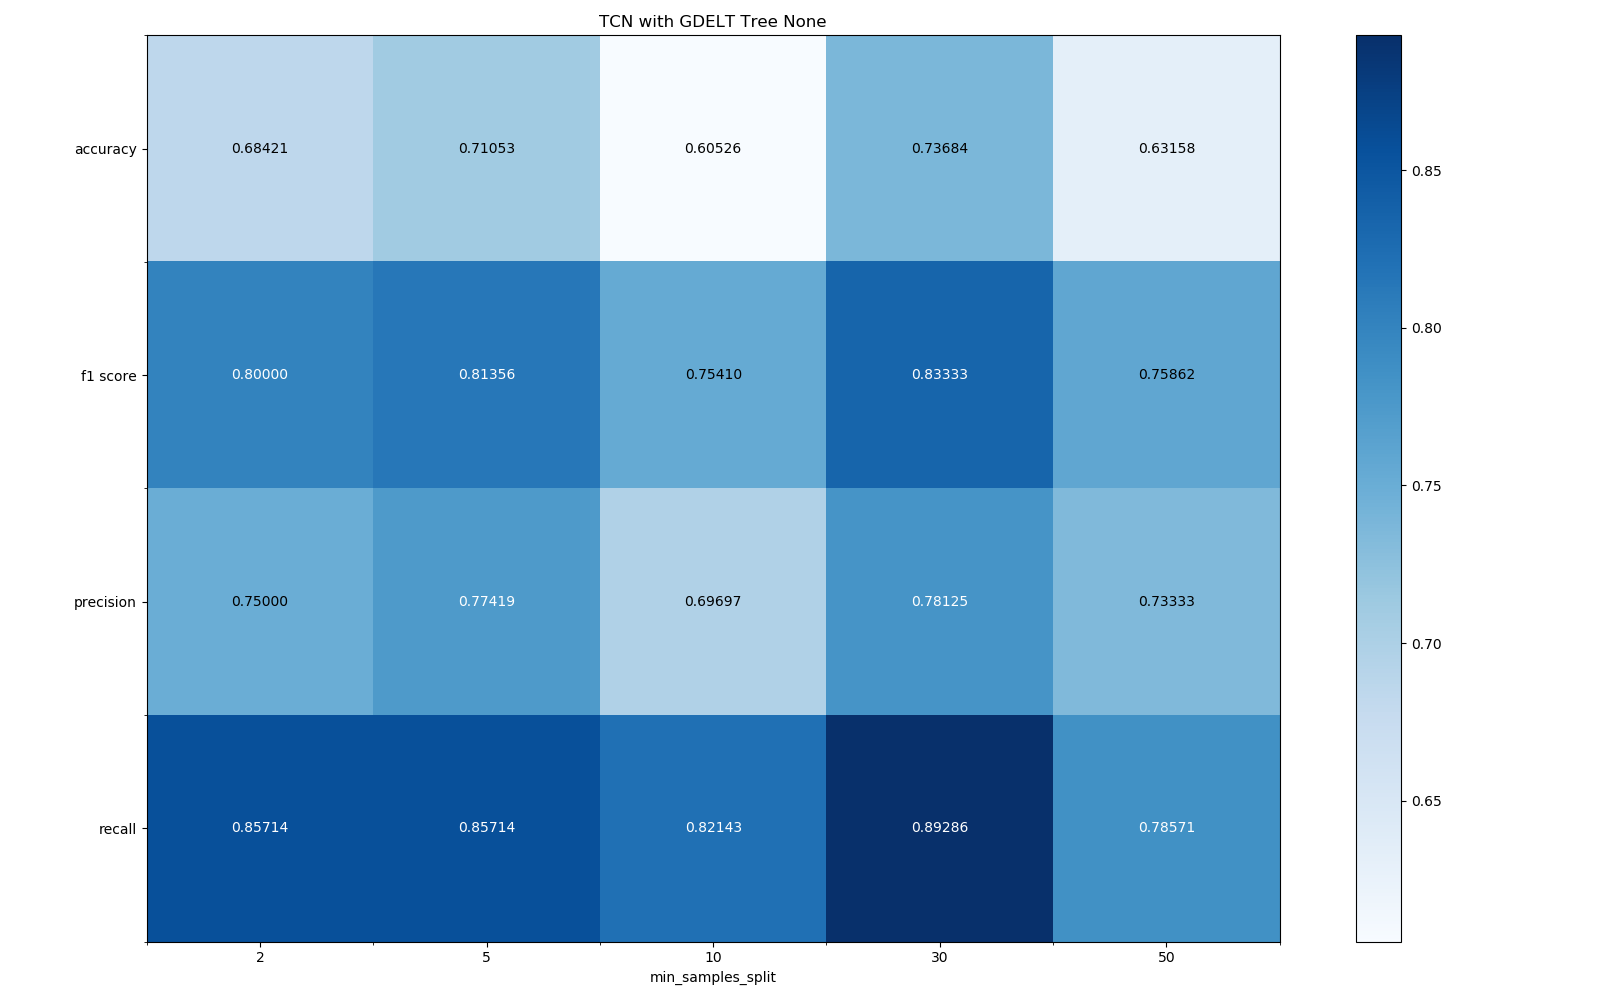 TCN with GDELT Tree None
accuracy 0.68421 0.71053 0.60526 0.73684 0.63158
f1 score 0.80000 0.81356 0.75410 0.83333 0.75862
precision 0.75000 0.77419 0.69697 0.78125 0.73333
recall 0.85714 0.85714 0.82143 0.89286 0.78571
2 5 10 30 50
min_samples_split
0.85
0.80
0.75
0.70
0.65